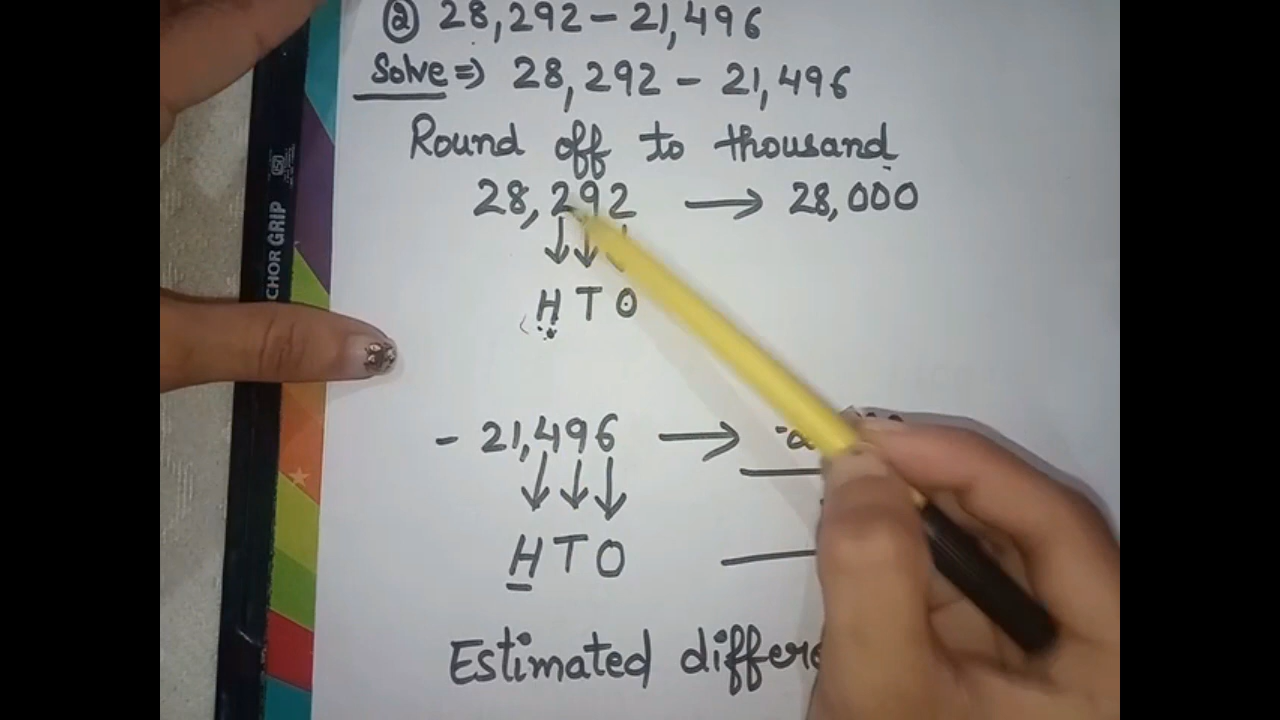 ② 28,292 - 21,496
Solve => 28,292 - 21,496
Round off to thousand
28,292 → 28,000
H T O
- 21,496 →
H T O
Estimated
CHOR GRIP